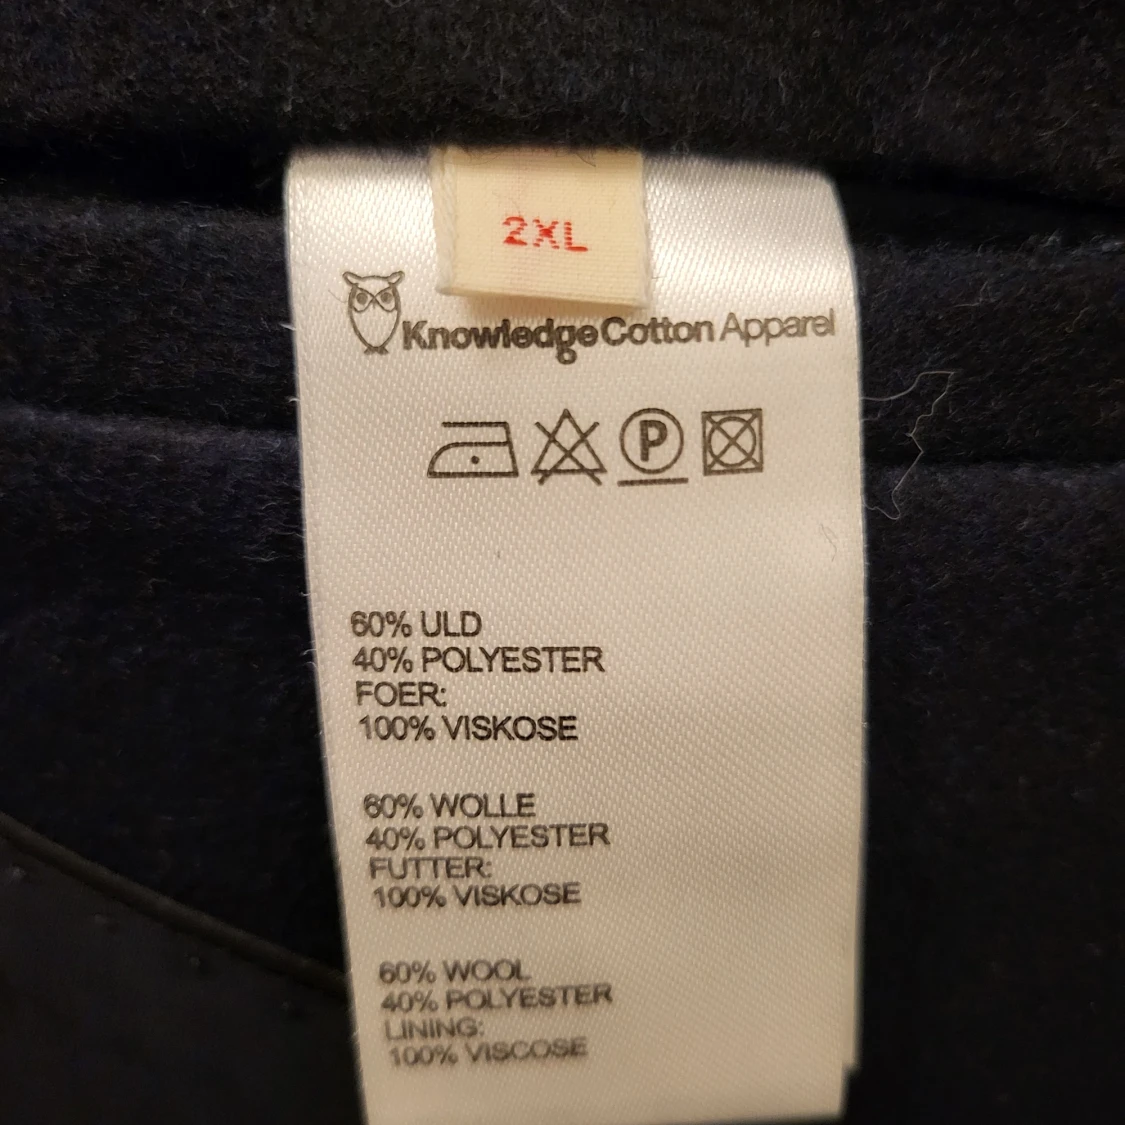 2XL
KnowledgeCotton Apparel
P
60% ULD
40% POLYESTER
FOER:
100% VISKOSE
60% WOLLE
40% POLYESTER
FUTTER:
100% VISKOSE
60% WOOL
40% POLYESTER
LINING:
100% VISCOSE